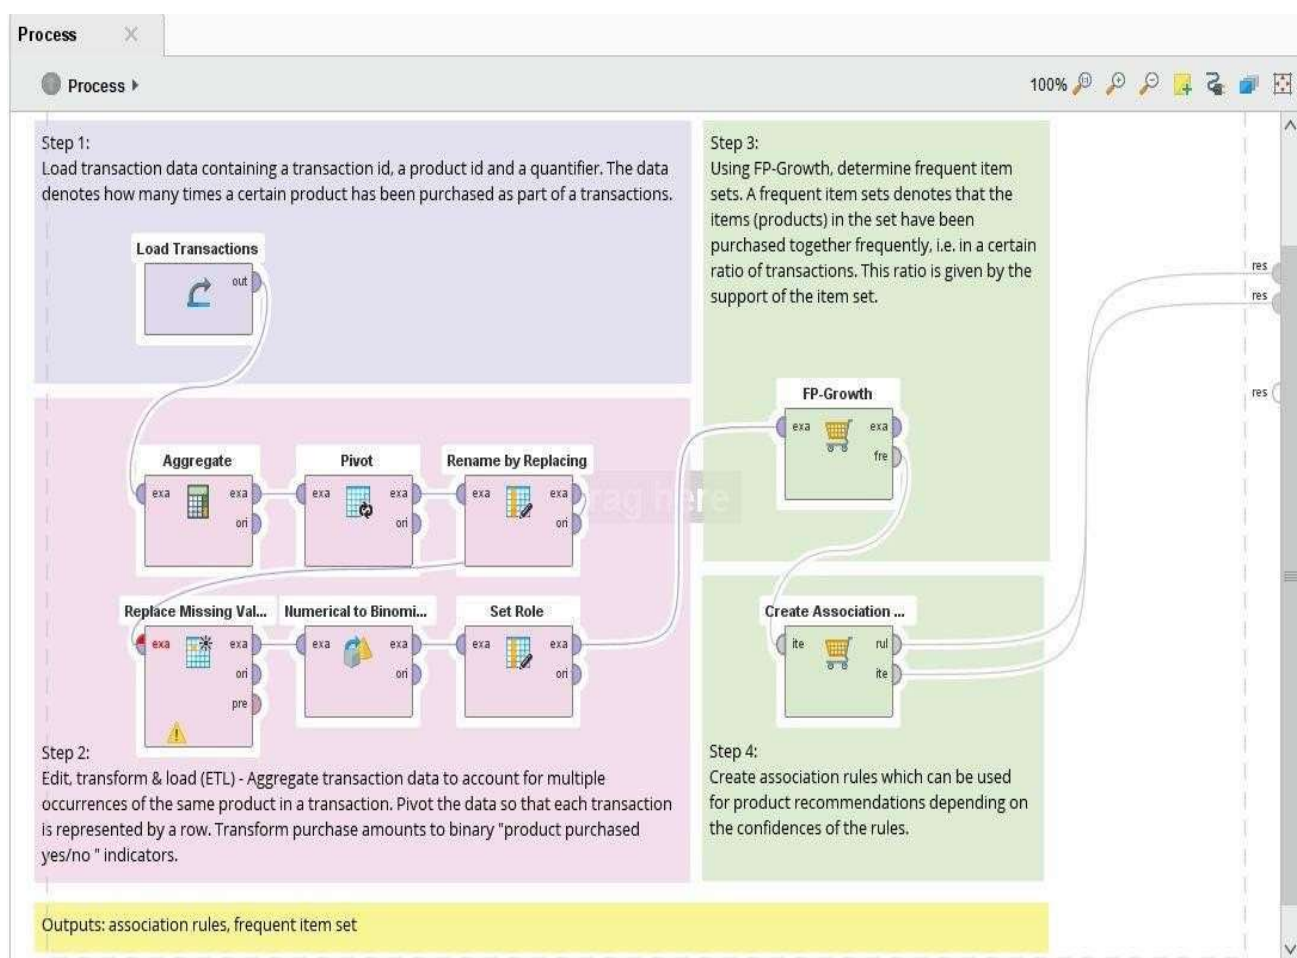 Process
Process
100%
Step 1:
Load transaction data containing a transaction id, a product id and a quantifier. The data
denotes how many times a certain product has been purchased as part of a transactions.
Load Transactions
out
Step 3:
Using FP-Growth, determine frequent item
sets. A frequent item sets denotes that the
items (products) in the set have been
purchased together frequently, i.e. in a certain
ratio of transactions. This ratio is given by the
support of the item set.
res
res
res
FP-Growth
exa exa
fre
Aggregate
exa exa
ori
Pivot
exa exa
ori
Rename by Replacing
exa exa
ori
rag here
Replace Missing Val...
exa exa
ori
pre
Numerical to Binomi...
exa exa
ori
Set Role
exa exa
ori
Create Association ...
ite rul
ite
Step 2:
Edit, transform & load (ETL) - Aggregate transaction data to account for multiple
occurrences of the same product in a transaction. Pivot the data so that each transaction
is represented by a row. Transform purchase amounts to binary "product purchased
yes/no " indicators.
Step 4:
Create association rules which can be used
for product recommendations depending on
the confidences of the rules.
Outputs: association rules, frequent item set